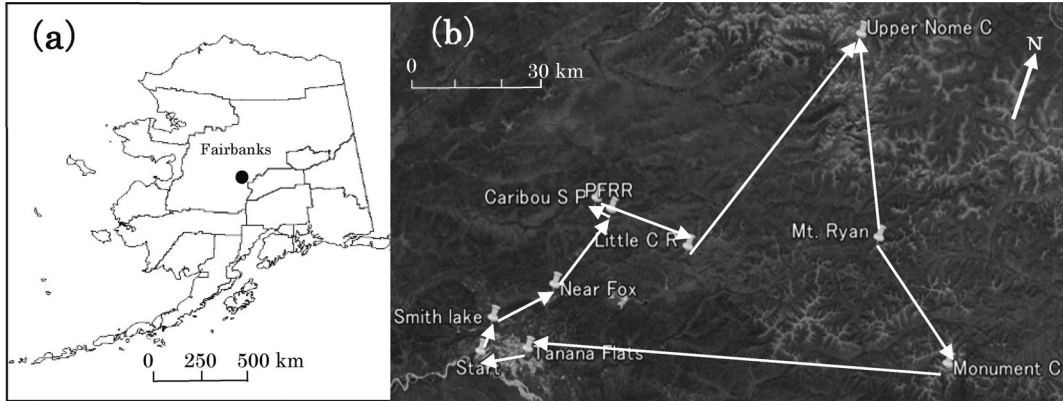 (a)
Fairbanks
0 250 500 km
(b)
0 30 km
Upper Nome C
N
Caribou S P
PFRR
Little C R
Mt. Ryan
Near Fox
Smith lake
Start
Tanana Flats
Monument C